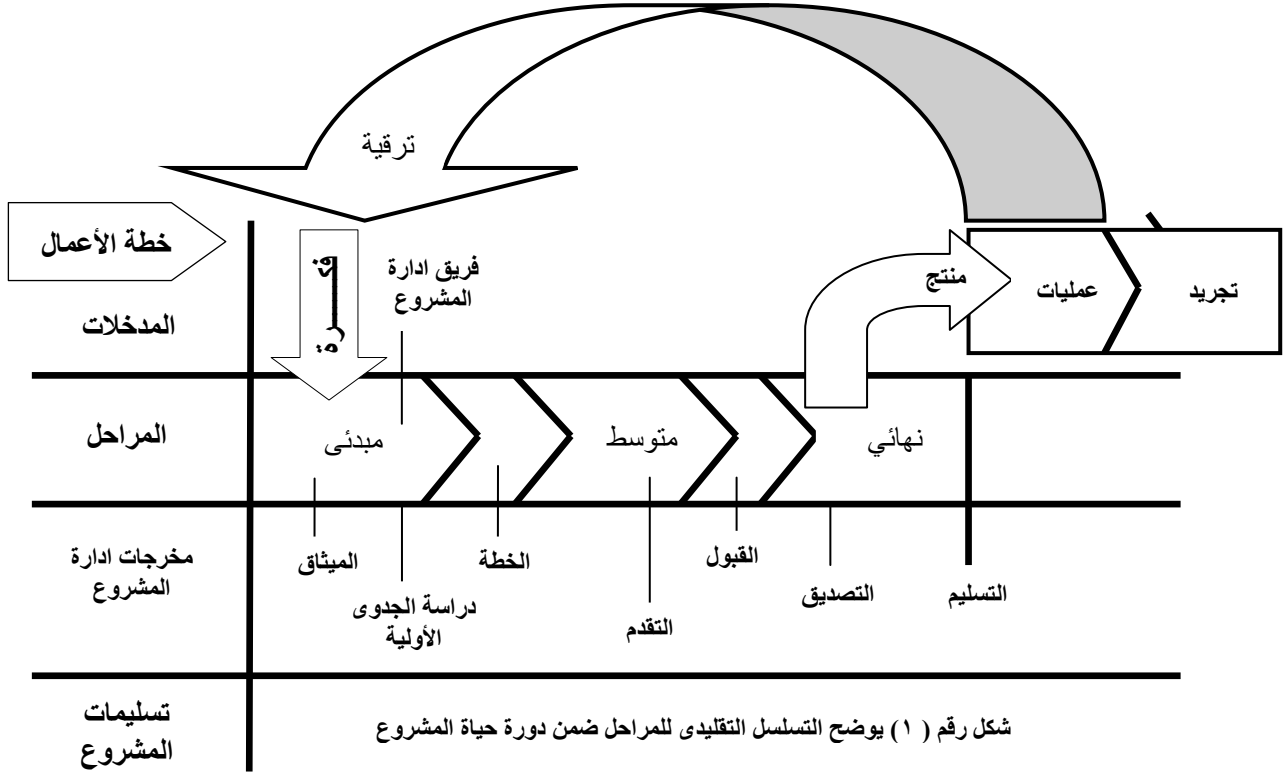 ترقية
خطة الأعمال
فكـــــرة
فريق ادارة
المشروع
منتج
عمليات
تجريد
المدخلات
المراحل
مبدئى
متوسط
نهائي
مخرجات ادارة
المشروع
الميثاق
دراسة الجدوى
الأولية
الخطة
التقدم
القبول
التصديق
التسليم
تسليمات
المشروع
شكل رقم ( ١ ) يوضح التسلسل التقليدى للمراحل ضمن دورة حياة المشروع